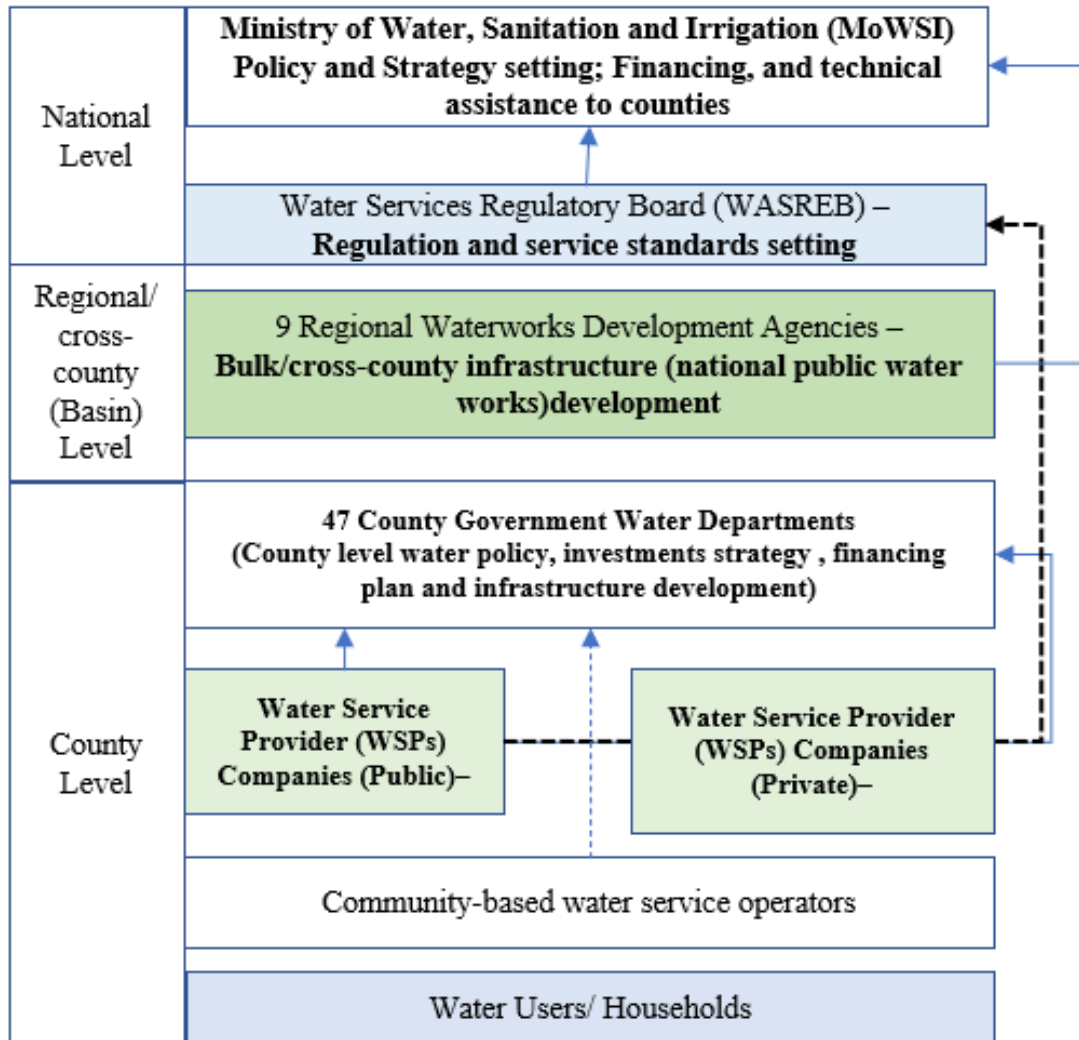 National
Level
Ministry of Water, Sanitation and Irrigation (MoWSI)
Policy and Strategy setting; Financing, and technical
assistance to counties
Water Services Regulatory Board (WASREB) –
Regulation and service standards setting
Regional/
cross-
county
(Basin)
Level
9 Regional Waterworks Development Agencies –
Bulk/cross-county infrastructure (national public water
works)development
County
Level
47 County Government Water Departments
(County level water policy, investments strategy , financing
plan and infrastructure development)
Water Service
Provider (WSPs)
Companies (Public)–
Water Service Provider
(WSPs) Companies
(Private)–
Community-based water service operators
Water Users/ Households